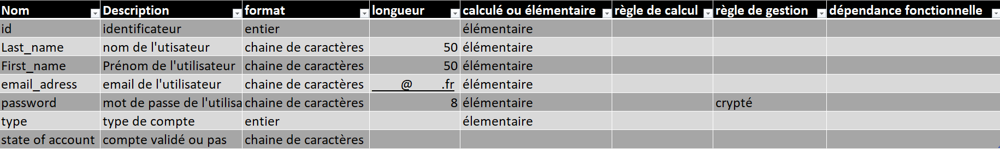 Nom Description format longueur calculé ou élémentaire règle de calcul règle de gestion dépendance fonctionnelle
id identificateur entier élémentaire
Last_name nom de l'utisateur chaine de caractères 50 élémentaire
First_name Prénom de l'utilisateur chaine de caractères 50 élémentaire
email_adress email de l'utilisateur chaine de caractères ____@____.fr élémentaire
password mot de passe de l'utilisa chaine de caractères 8 élémentaire crypté
type type de compte entier élementaire
state of account compte validé ou pas chaine de caractères